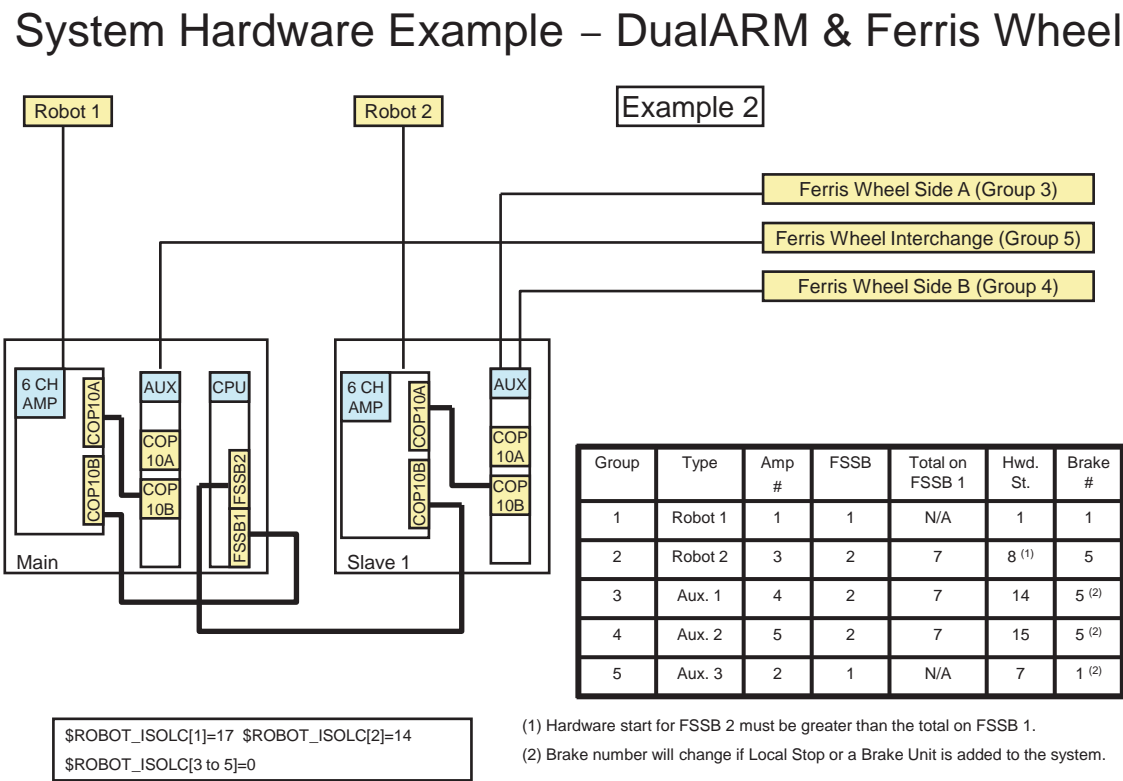 System Hardware Example – DualARM & Ferris Wheel
Example 2
Robot 1
Robot 2
Ferris Wheel Side A (Group 3)
Ferris Wheel Interchange (Group 5)
Ferris Wheel Side B (Group 4)
6 CH
AMP
COP10A
COP10B
AUX
COP
10A
COP
10B
CPU
FSSB2
FSSB1
Main
6 CH
AMP
COP10A
COP10B
AUX
COP
10A
COP
10B
Slave 1
Group Type Amp # FSSB Total on FSSB 1 Hwd. St. Brake #
1 Robot 1 1 1 N/A 1 1
2 Robot 2 3 2 7 8 (1) 5
3 Aux. 1 4 2 7 14 5 (2)
4 Aux. 2 5 2 7 15 5 (2)
5 Aux. 3 2 1 N/A 7 1 (2)
$ROBOT_ISOLC[1]=17 $ROBOT_ISOLC[2]=14
$ROBOT_ISOLC[3 to 5]=0
(1) Hardware start for FSSB 2 must be greater than the total on FSSB 1.
(2) Brake number will change if Local Stop or a Brake Unit is added to the system.